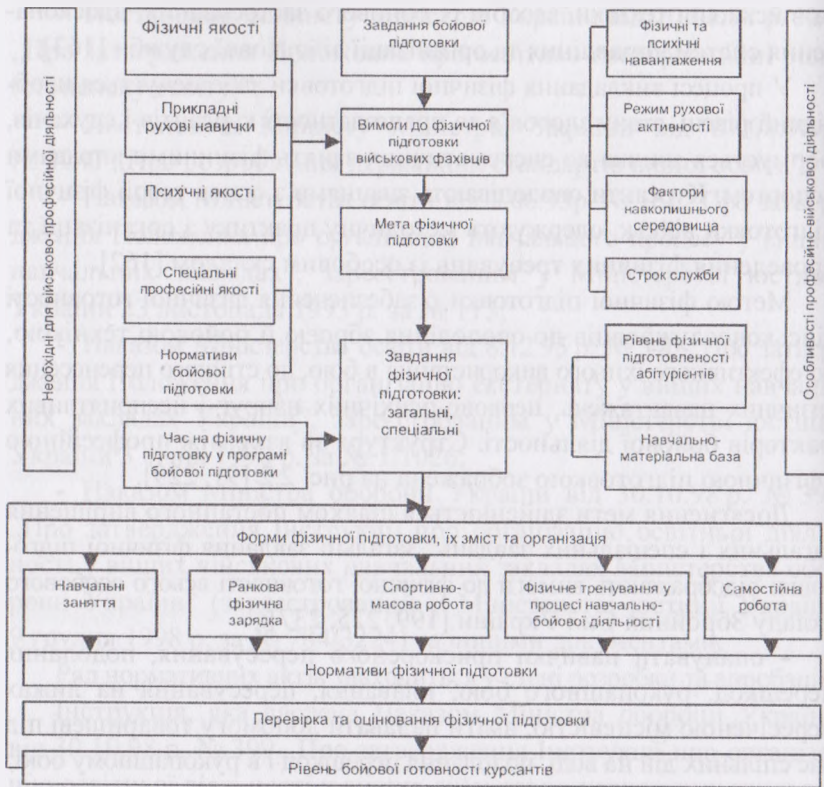 Необхідні для військово-професійної діяльності
Фізичні якості
Прикладні
рухові навички
Психічні якості
Спеціальні
професійні якості
Нормативи
бойової
підготовки
Час на фізичну
підготовку у програмі
бойової підготовки
Завдання бойової
підготовки
Вимоги до фізичної
підготовки
військових фахівців
Мета фізичної
підготовки
Завдання
фізичної
підготовки:
загальні,
спеціальні
Фізичні та
психічні
навантаження
Режим рухової
активності
Фактори
навколишнього
середовища
Строк служби
Рівень фізичної
підготовленості
абітурієнтів
Навчально-
матеріальна база
Особливості професійно-військової діяльності
Форми фізичної підготовки, їх зміст та організація
Навчальні
заняття
Ранкова
фізична
зарядка
Спортивно-
масова робота
Фізичне тренування у
процесі навчально-
бойової діяльності
Самостійна
робота
Нормативи фізичної підготовки
Перевірка та оцінювання фізичної підготовки
Рівень бойової готовності курсантів